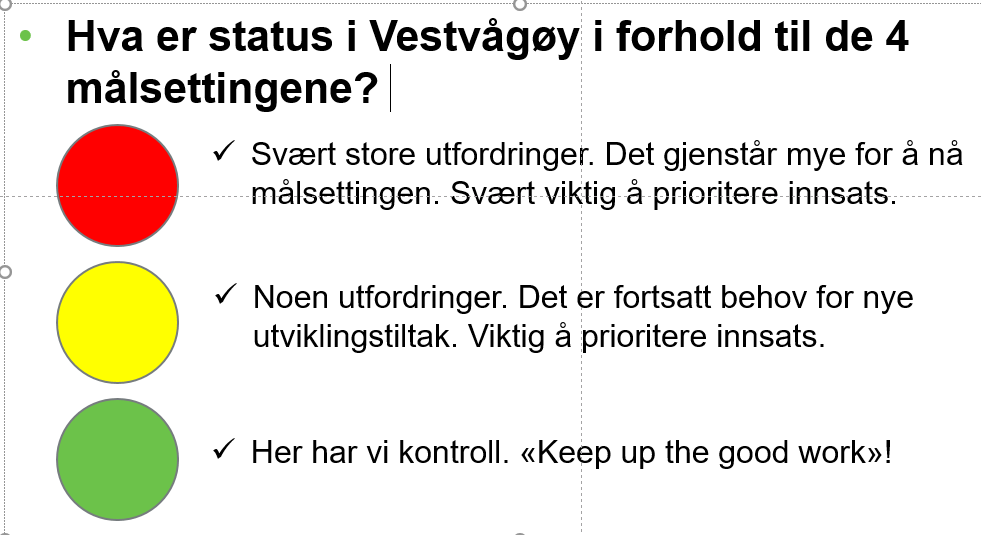 • Hva er status i Vestvågøy i forhold til de 4
målsettingene?
✓ Svært store utfordringer. Det gjenstår mye for å nå
målsettingen. Svært viktig å prioritere innsats.
✓ Noen utfordringer. Det er fortsatt behov for nye
utviklingstiltak. Viktig å prioritere innsats.
✓ Her har vi kontroll. «Keep up the good work»!